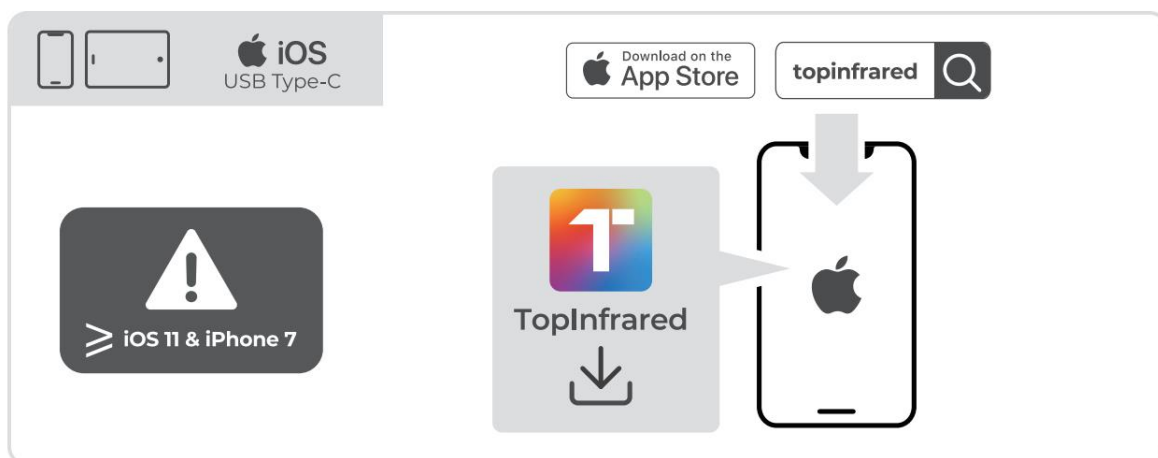 iOS
USB Type-C
Download on the
App Store
topinfrared
⩾ iOS 11 & iPhone 7
TopInfrared